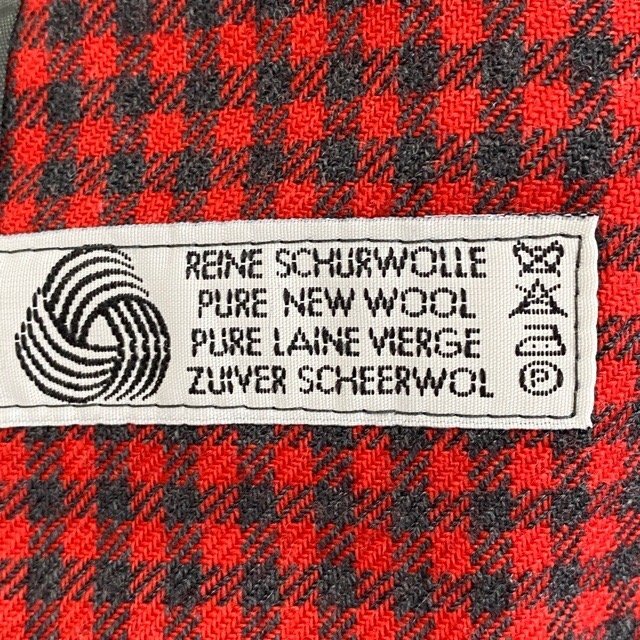 REINE SCHURWOLLE
PURE NEW WOOL
PURE LAINE VIERGE
ZUIVER SCHEERWOL
P